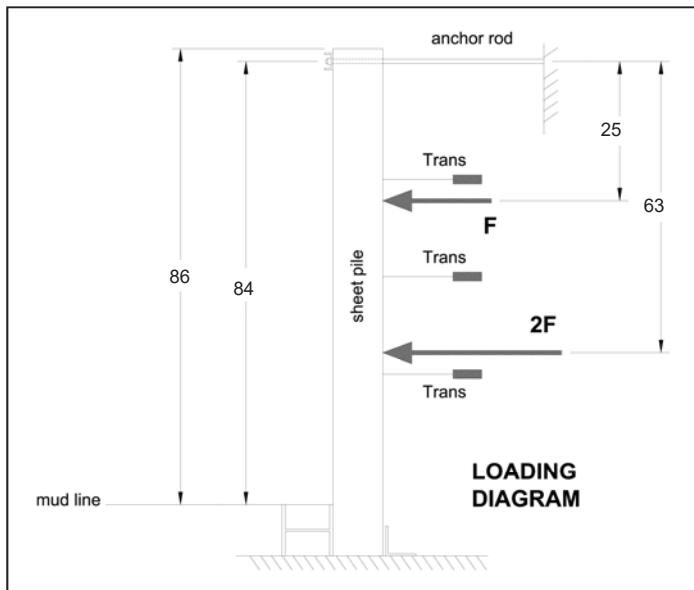 anchor rod
25
Trans
F
63
Trans
86
84
sheet pile
2F
Trans
LOADING
DIAGRAM
mud line